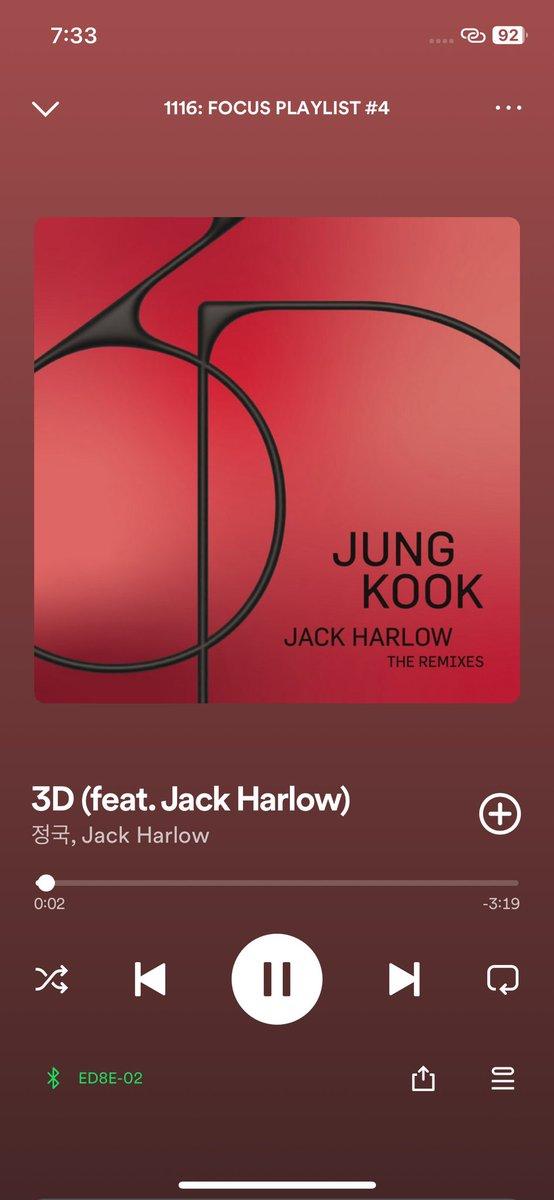 7:33
92
1116: FOCUS PLAYLIST #4
JUNG
KOOK
JACK HARLOW
THE REMIXES
3D (feat. Jack Harlow)
정국, Jack Harlow
0:02
-3:19
ED8E-02